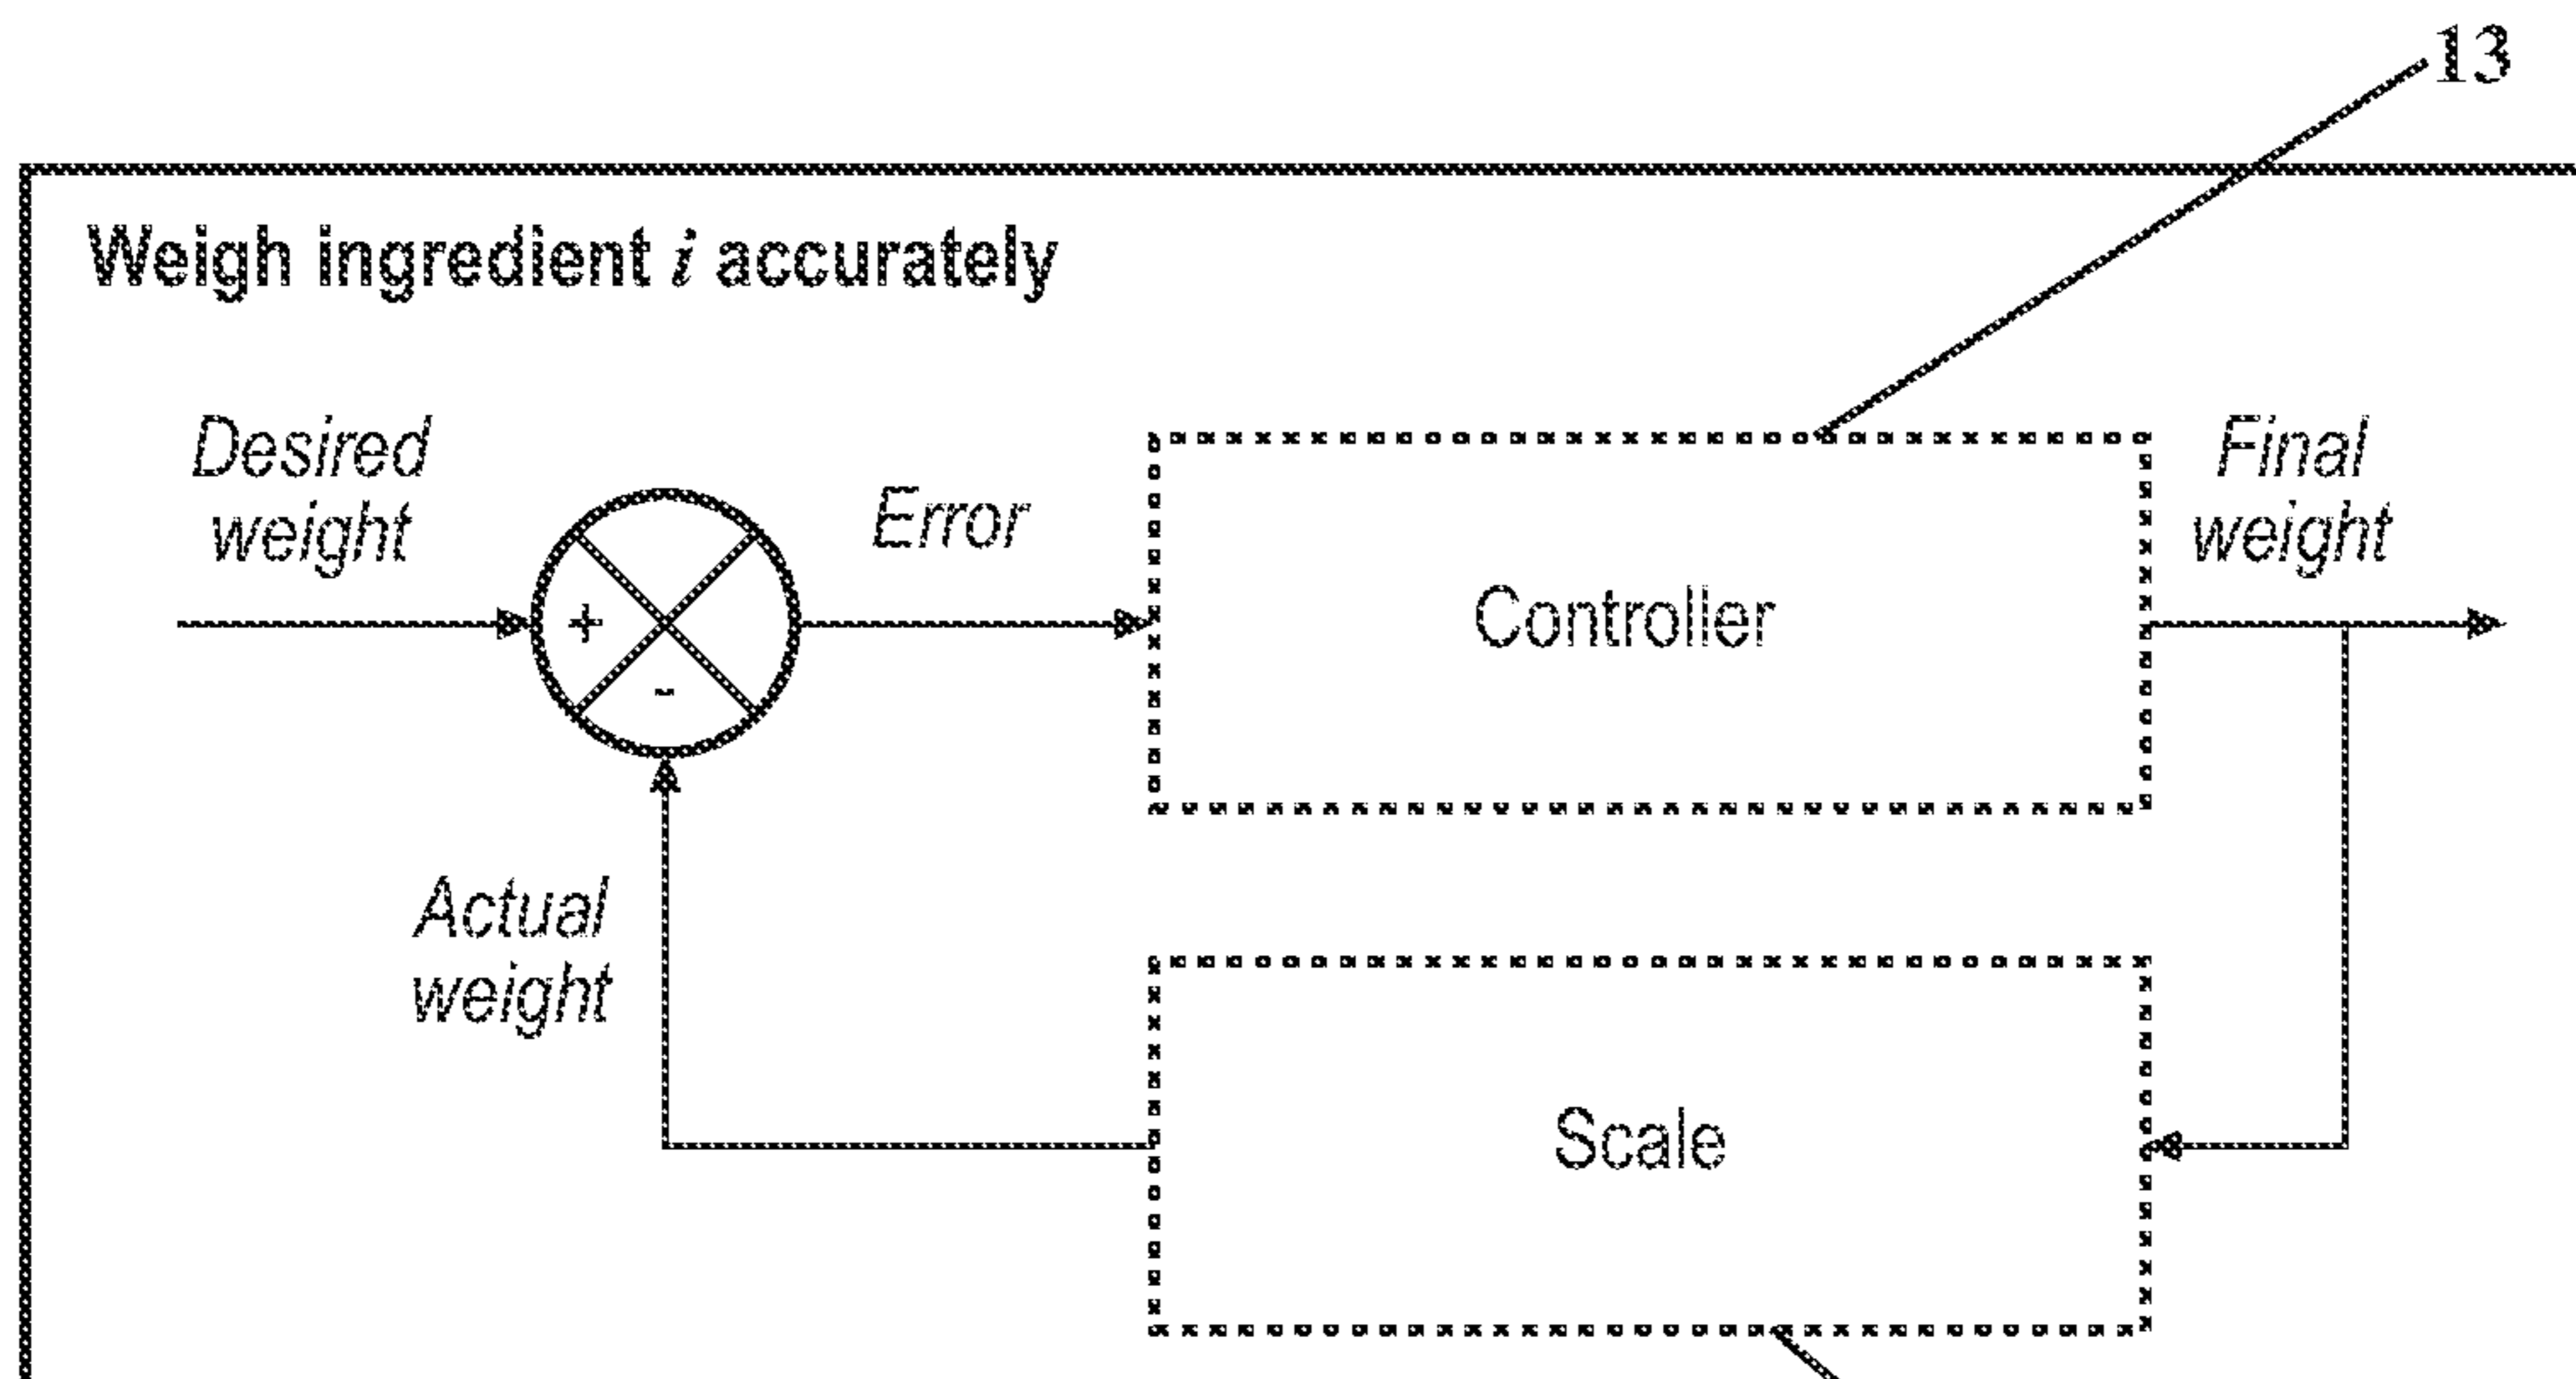 13
Weigh ingredient i accurately
Desired
weight
Error
Final
weight
+
-
Controller
Actual
weight
Scale